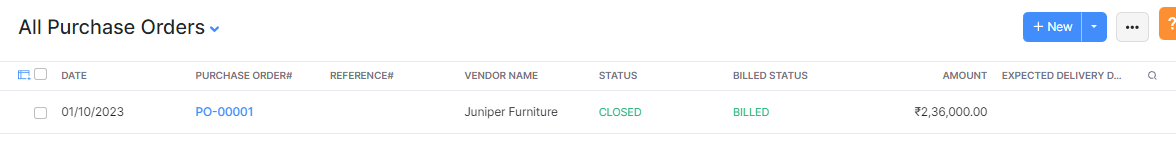 All Purchase Orders
+ New
?
DATE PURCHASE ORDER# REFERENCE# VENDOR NAME STATUS BILLED STATUS AMOUNT EXPECTED DELIVERY D...
01/10/2023 PO-00001 Juniper Furniture CLOSED BILLED ₹2,36,000.00